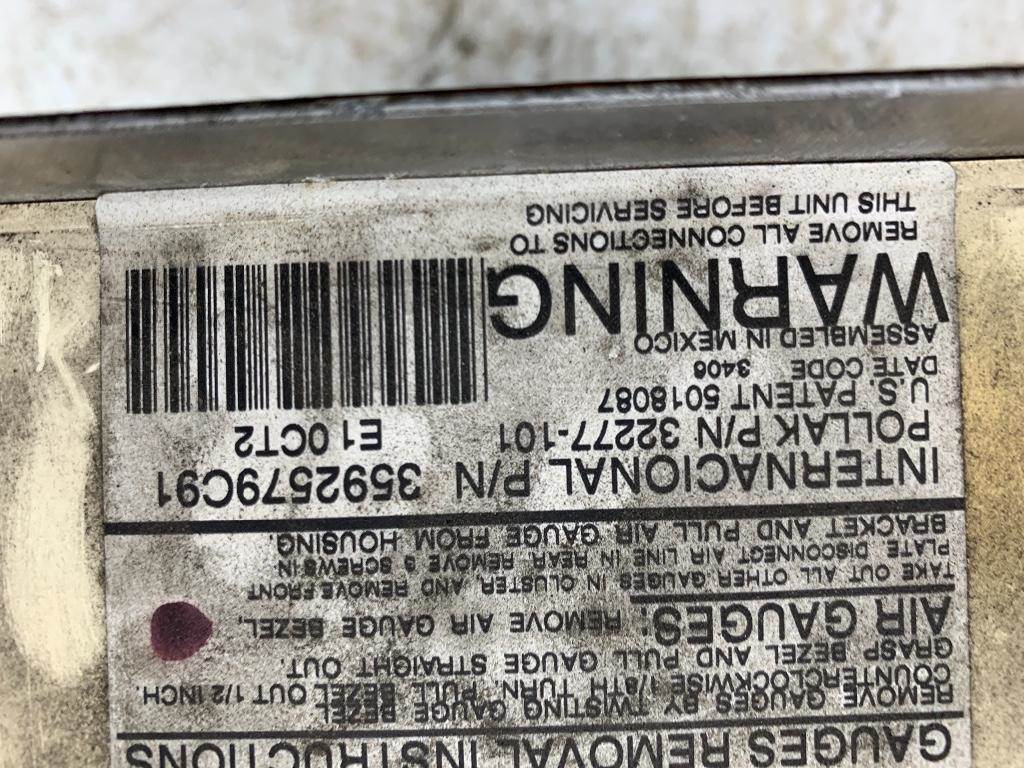 GAUGES REMOVAL INSTRUCTIONS
REMOVE GAUGES BY TWISTING GAUGE BEZEL
COUNTERCLOCKWISE 1/8TH TURN. PULL BEZEL OUT 1/2 INCH.
GRASP BEZEL AND PULL GAUGE STRAIGHT OUT.
AIR GAUGES: REMOVE AIR GAUGE BEZEL,
TAKE OUT ALL OTHER GAUGES IN CLUSTER AND REMOVE FRONT
PLATE. DISCONNECT AIR LINE IN REAR. REMOVE 3 SCREWS IN
BRACKET AND PULL AIR GAUGE FROM HOUSING.
INTERNACIONAL P/N 3592579C91
POLLAK P/N 32277-101 E1 0CT2
U.S. PATENT 5018087
DATE CODE 3406
ASSEMBLED IN MEXICO
WARNING
REMOVE ALL CONNECTIONS TO
THIS UNIT BEFORE SERVICING